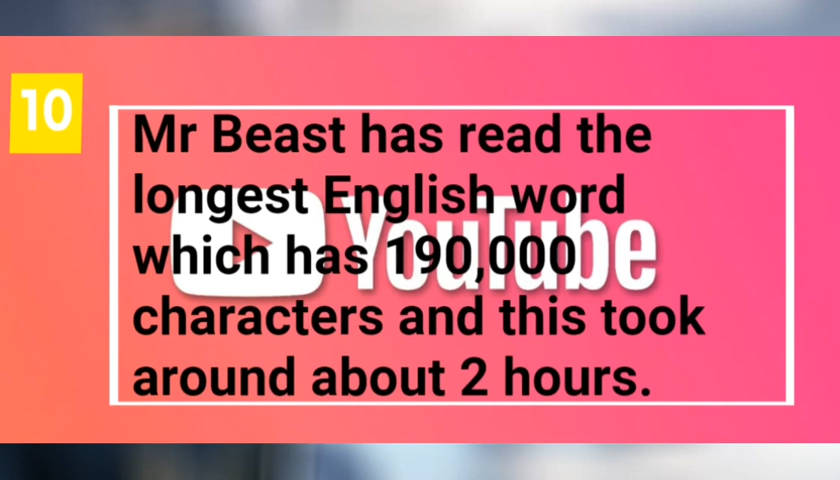 10
Mr Beast has read the
longest English word
YouTube
which has 190,000
characters and this took
around about 2 hours.